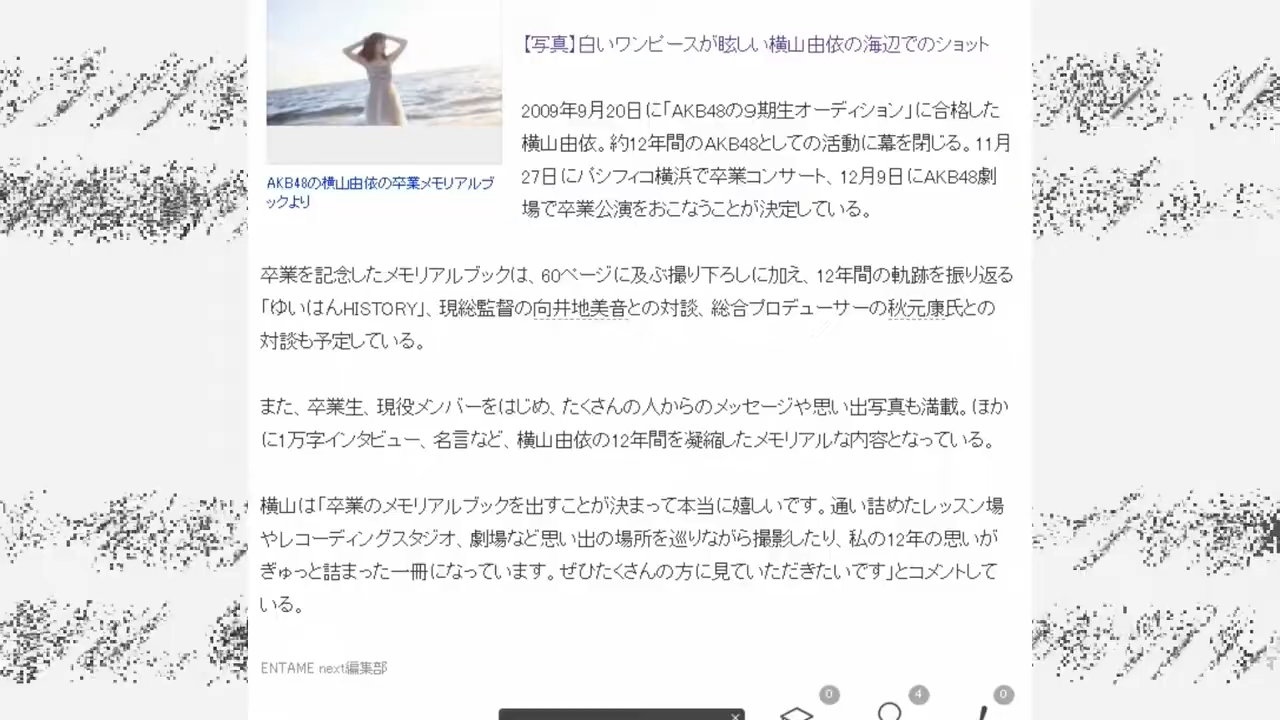 【写真】白いワンピースが眩しい横山由依の海辺でのショット
2009年9月20日に「AKB48の9期生オーディション」に合格した
横山由依。約12年間のAKB48としての活動に幕を閉じる。11月
27日にパシフィコ横浜で卒業コンサート、12月9日にAKB48劇
場で卒業公演をおこなうことが決定している。
AKB48の横山由依の卒業メモリアルブ
ックより
卒業を記念したメモリアルブックは、60ページに及ぶ撮り下ろしに加え、12年間の軌跡を振り返る
「ゆいはんHISTORY」、現総監督の向井地美音との対談、総合プロデューサーの秋元康氏との
対談も予定している。
また、卒業生、現役メンバーをはじめ、たくさんの人からのメッセージや思い出写真も満載。ほか
に1万字インタビュー、名言など、横山由依の12年間を凝縮したメモリアルな内容となっている。
横山は「卒業のメモリアルブックを出すことが決まって本当に嬉しいです。通い詰めたレッスン場
やレコーディングスタジオ、劇場など思い出の場所を巡りながら撮影したり、私の12年の思いが
ぎゅっと詰まった一冊になっています。ぜひたくさんの方に見ていただきたいです」とコメントして
いる。
ENTAME next編集部
0
4
0